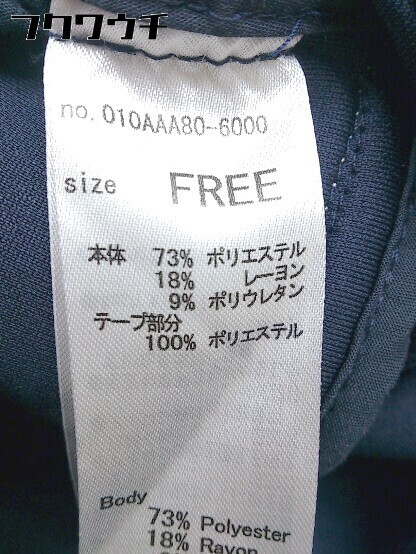 フクワウチ
no. 010AAA80-6000
size FREE
本体 73% ポリエステル
18% レーヨン
9% ポリウレタン
テープ部分
100% ポリエステル
Body
73% Polyester
18% Rayon